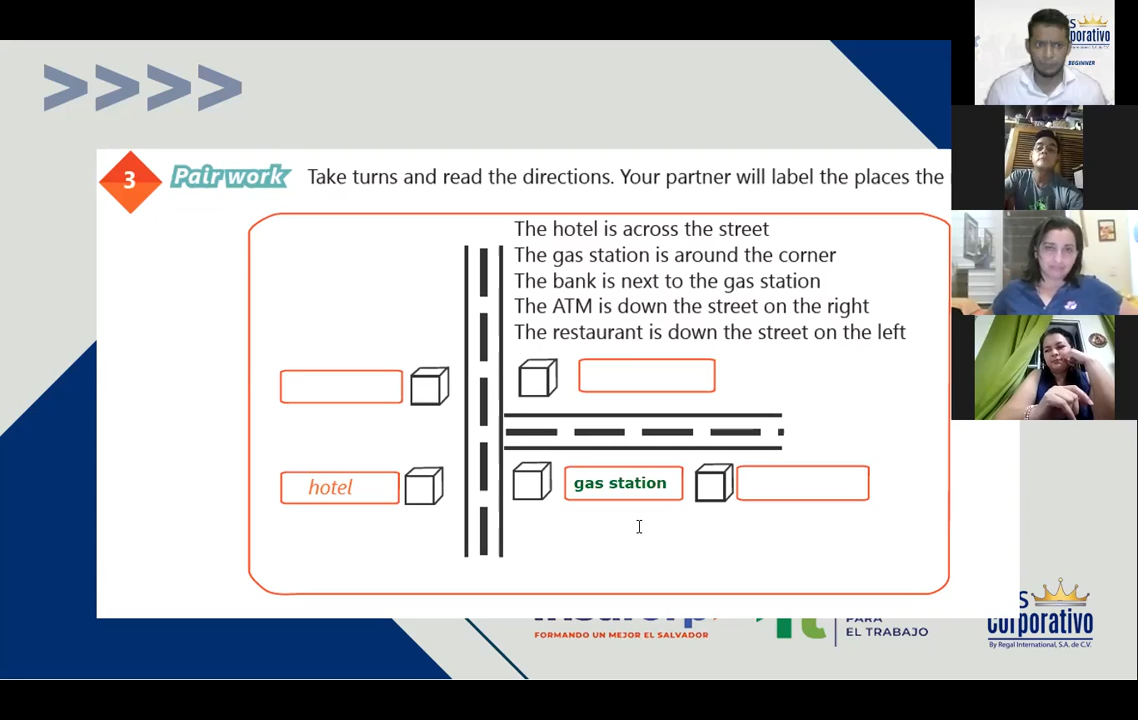 >>>>
3 Pair work Take turns and read the directions. Your partner will label the places the
The hotel is across the street
The gas station is around the corner
The bank is next to the gas station
The ATM is down the street on the right
The restaurant is down the street on the left
hotel
gas station
FORMANDO UN MEJOR EL SALVADOR
PARA
EL TRABAJO
corporativo
By Regal International, S.A. de C.V.
porativo
BEGINNER